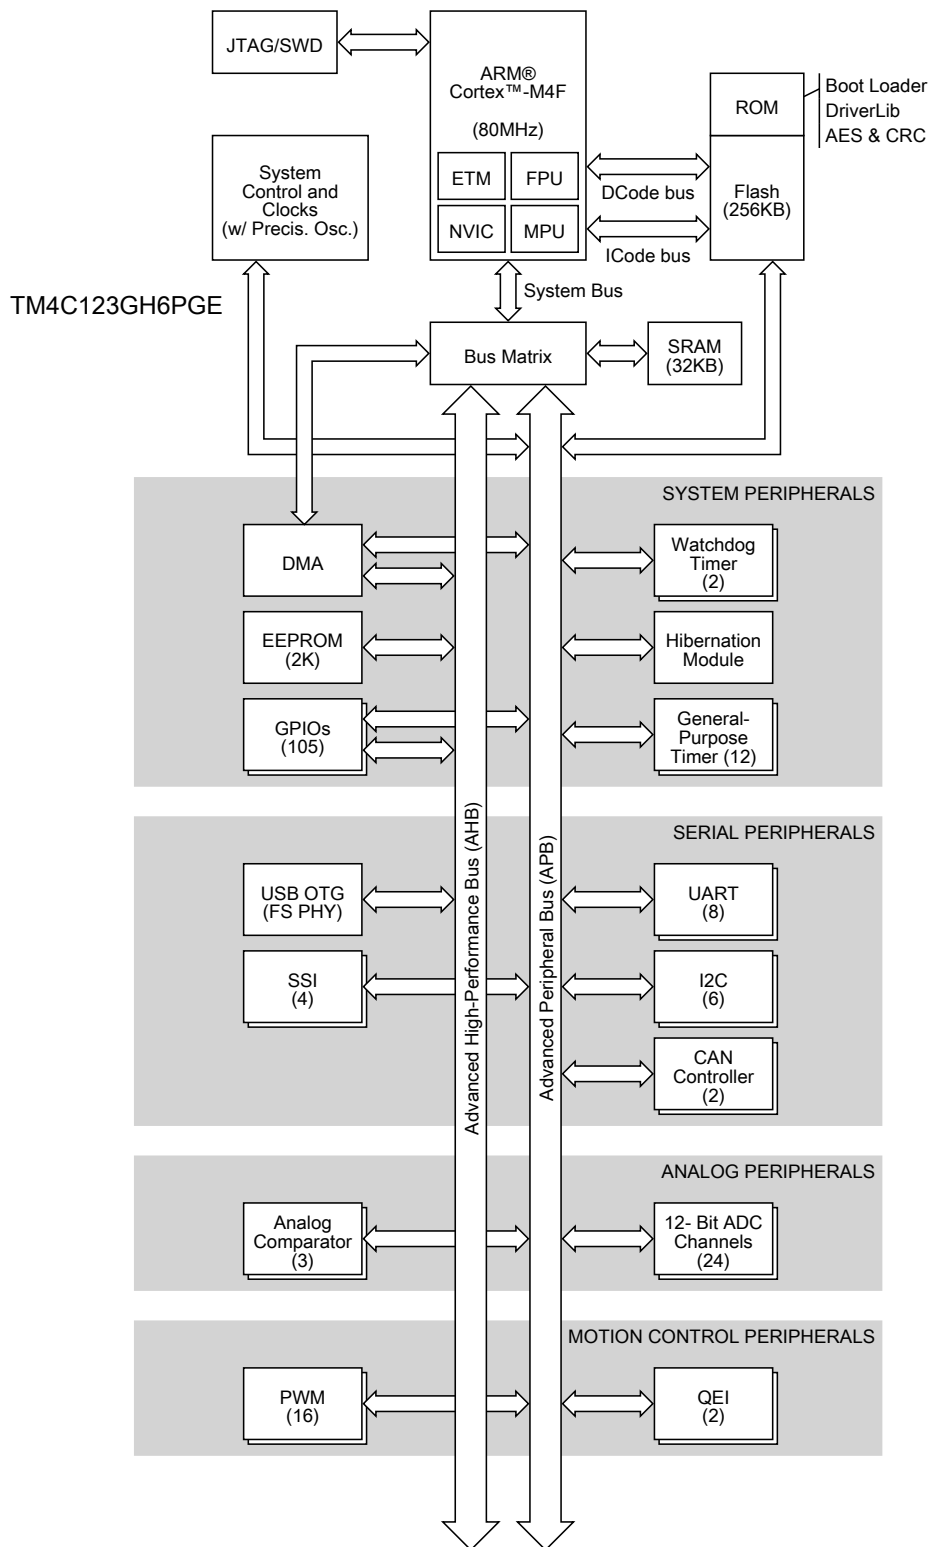 JTAG/SWD
ARM®
Cortex™-M4F
(80MHz)
ETM
FPU
NVIC
MPU
ROM
Boot Loader
DriverLib
AES & CRC
Flash
(256KB)
DCode bus
ICode bus
System
Control and
Clocks
(w/ Precis. Osc.)
TM4C123GH6PGE
System Bus
Bus Matrix
SRAM
(32KB)
SYSTEM PERIPHERALS
DMA
Watchdog
Timer
(2)
EEPROM
(2K)
Hibernation
Module
GPIOs
(105)
General-
Purpose
Timer (12)
Advanced High-Performance Bus (AHB)
Advanced Peripheral Bus (APB)
SERIAL PERIPHERALS
USB OTG
(FS PHY)
UART
(8)
SSI
(4)
I2C
(6)
CAN
Controller
(2)
ANALOG PERIPHERALS
Analog
Comparator
(3)
12- Bit ADC
Channels
(24)
MOTION CONTROL PERIPHERALS
PWM
(16)
QEI
(2)